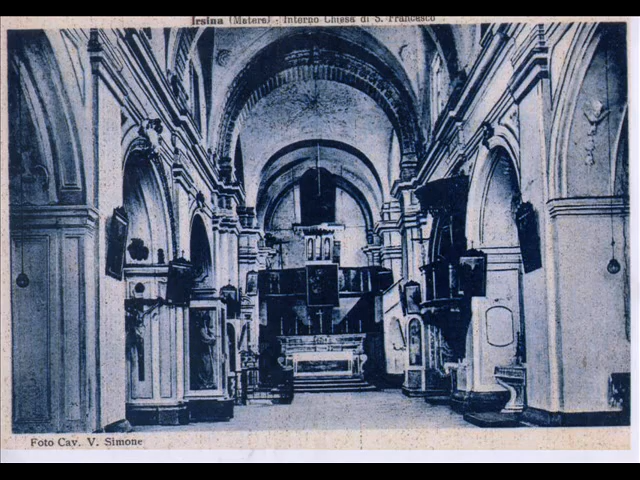 Irsina (Matera) - Interno Chiesa di S. Francesco
Foto Cav. V. Simone